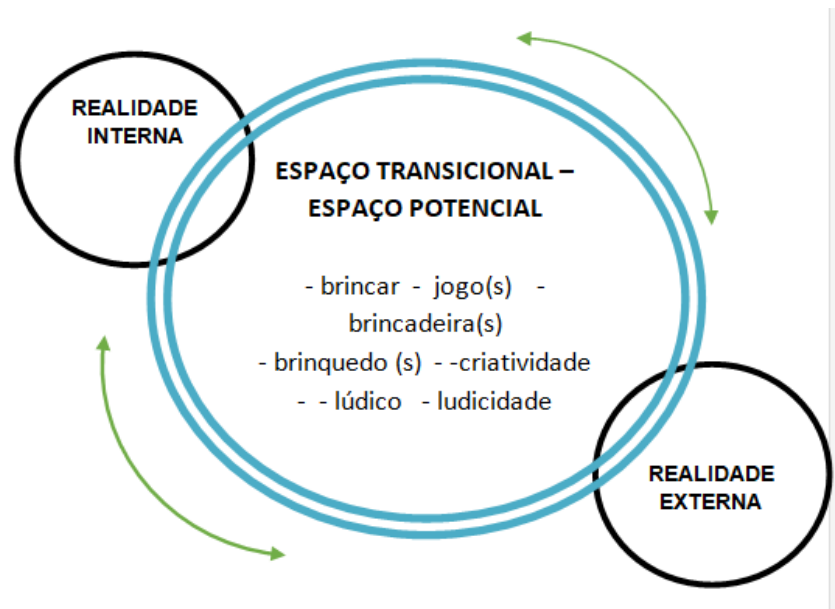 REALIDADE
INTERNA
ESPAÇO TRANSICIONAL –
ESPAÇO POTENCIAL
- brincar - jogo(s) -
brincadeira(s)
- brinquedo (s) - -criatividade
- - lúdico - ludicidade
REALIDADE
EXTERNA